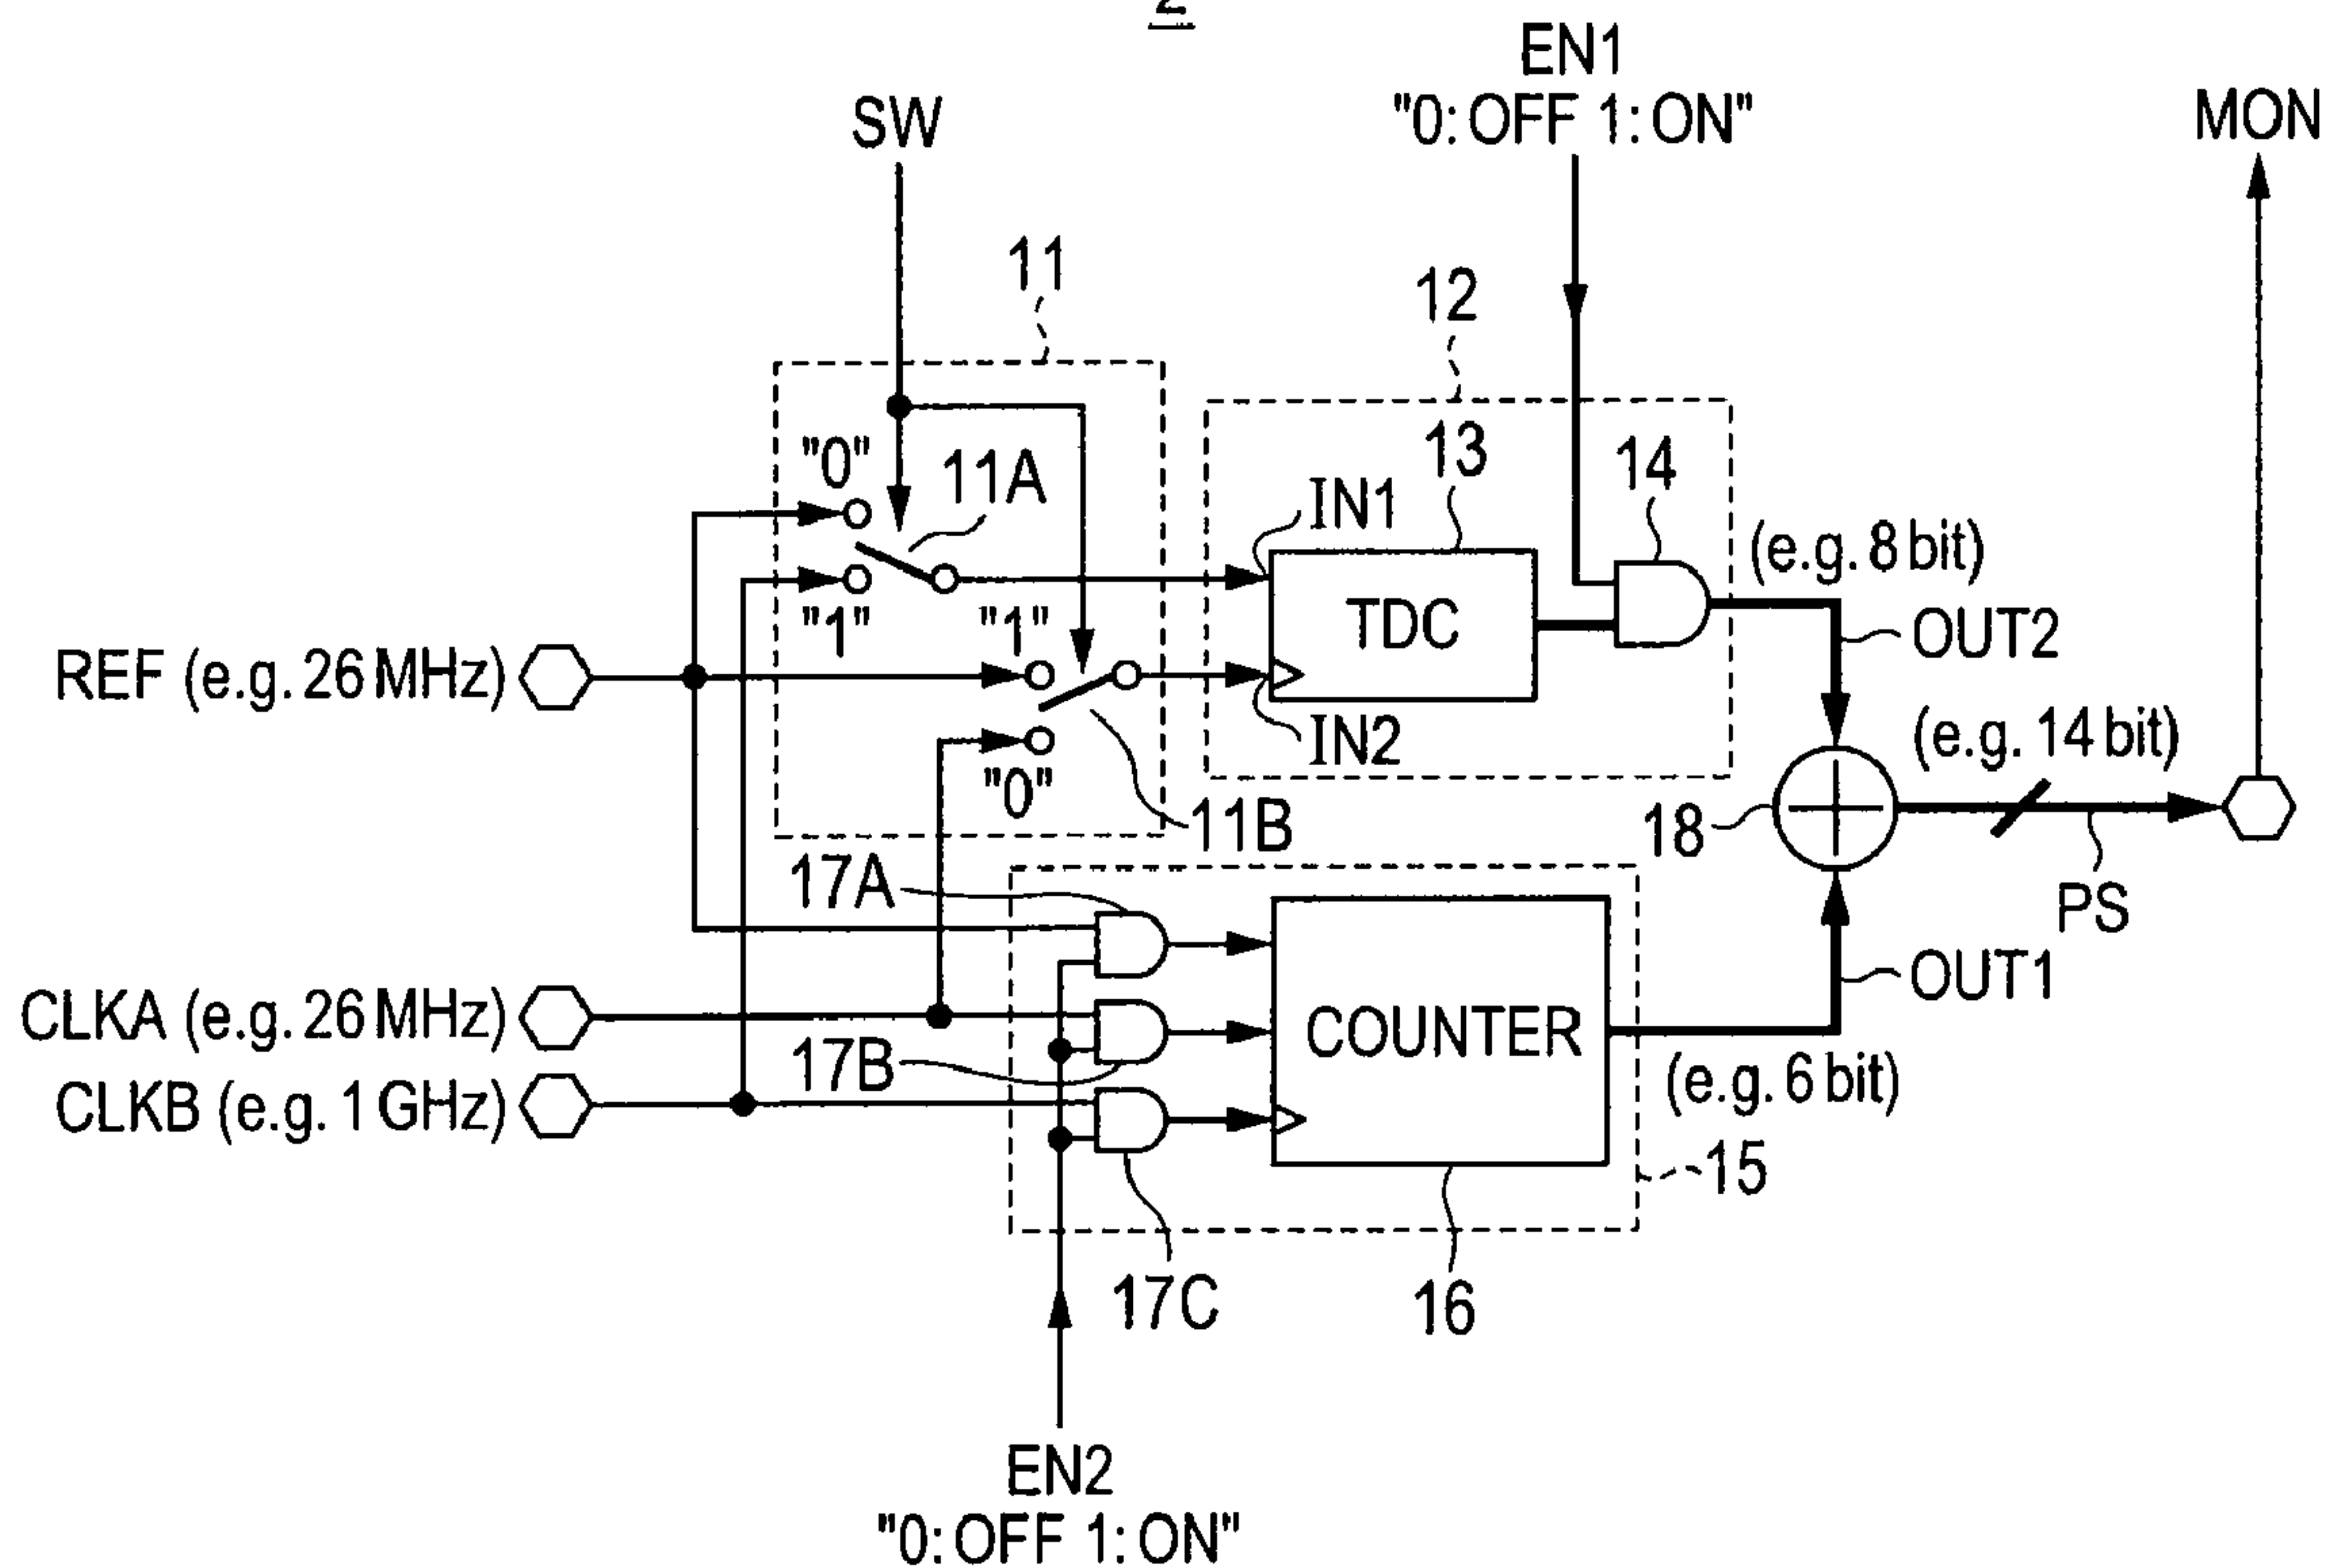 2
EN1
"0: OFF 1: ON"
SW
MON
11
12
"0"
11A
13
14
IN1
(e.g. 8 bit)
"1"
"1"
TDC
OUT2
REF (e.g. 26 MHz)
IN2
(e.g. 14 bit)
"0"
11B
18
17A
PS
OUT1
CLKA (e.g. 26 MHz)
COUNTER
17B
(e.g. 6 bit)
CLKB (e.g. 1 GHz)
15
17C
16
EN2
"0: OFF 1: ON"